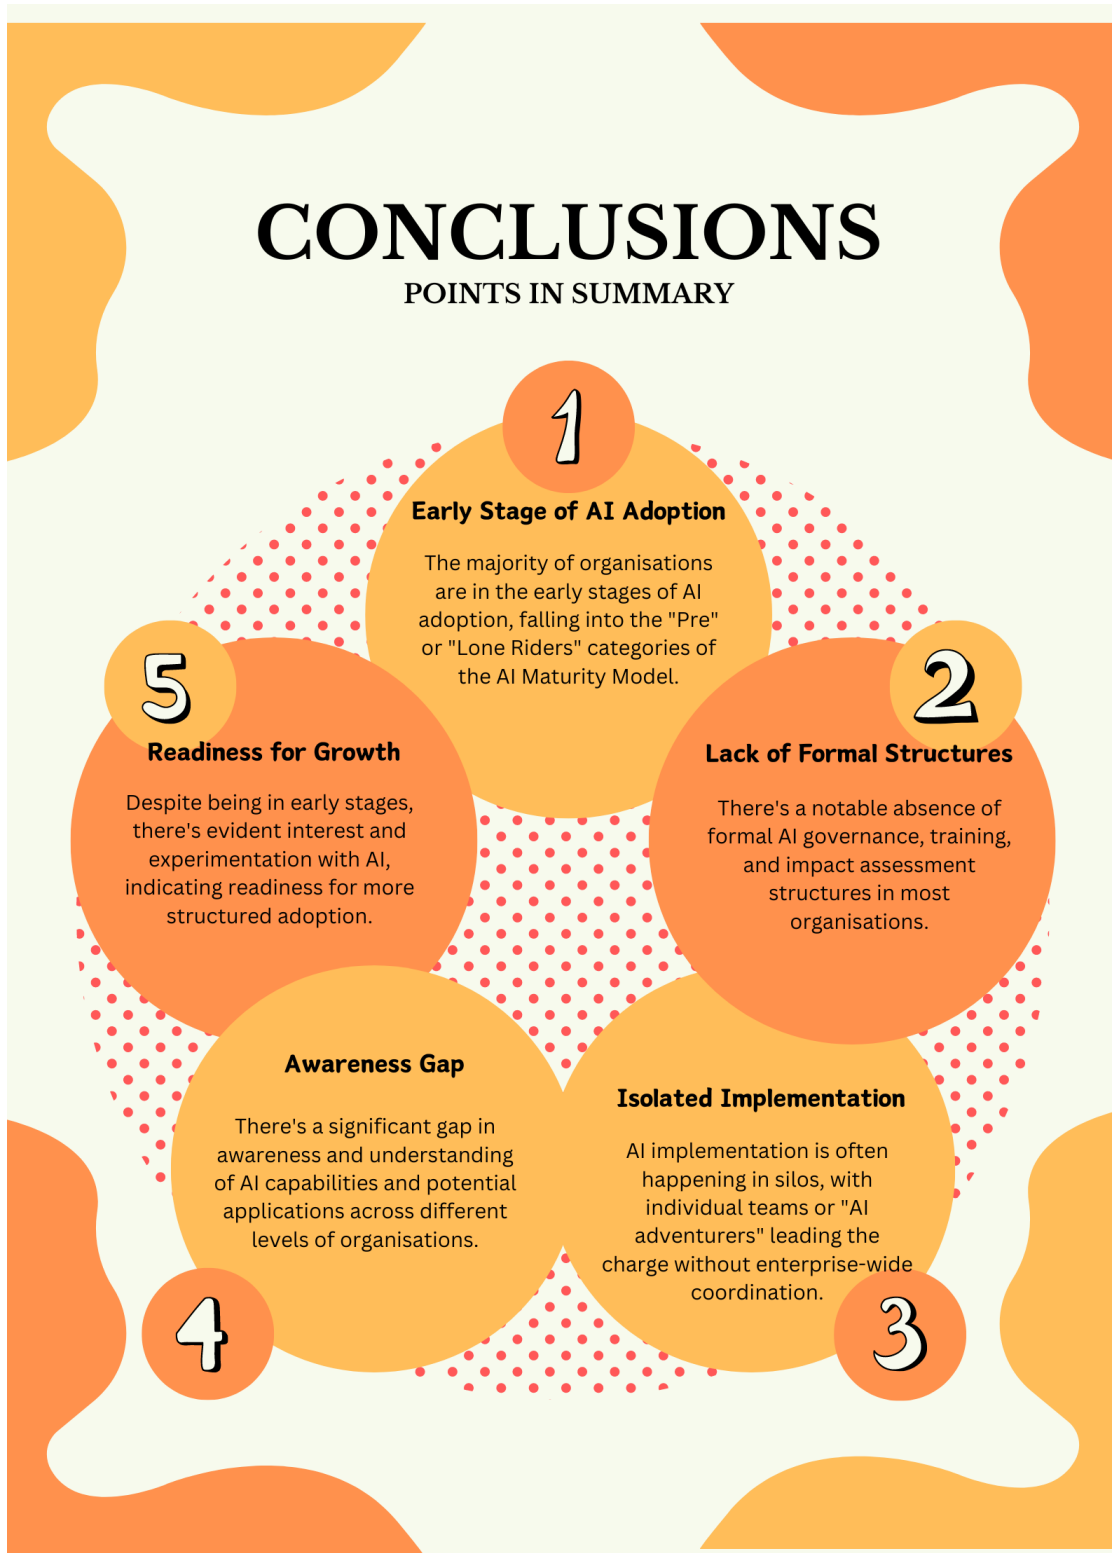 CONCLUSIONS
POINTS IN SUMMARY
1
Early Stage of AI Adoption
The majority of organisations
are in the early stages of AI
adoption, falling into the "Pre"
or "Lone Riders" categories of
the AI Maturity Model.
2
Lack of Formal Structures
There's a notable absence of
formal AI governance, training,
and impact assessment
structures in most
organisations.
Isolated Implementation
AI implementation is often
happening in silos, with
individual teams or "AI
adventurers" leading the
charge without enterprise-wide
coordination.
3
Awareness Gap
There's a significant gap in
awareness and understanding
of AI capabilities and potential
applications across different
levels of organisations.
4
5
Readiness for Growth
Despite being in early stages,
there's evident interest and
experimentation with AI,
indicating readiness for more
structured adoption.